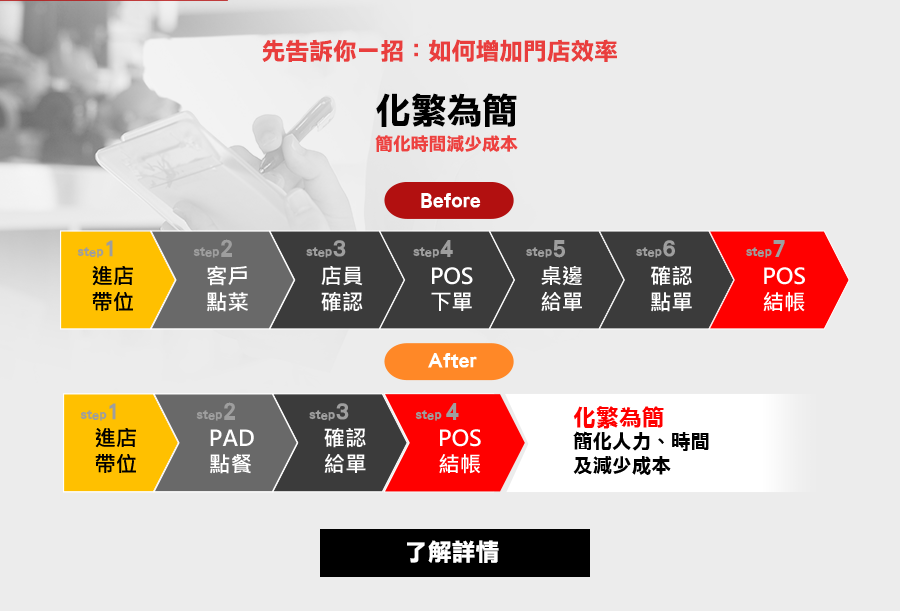 先告訴你一招：如何增加門店效率
化繁為簡
簡化時間減少成本
Before
step1
進店
帶位
step2
客戶
點菜
step3
店員
確認
step4
POS
下單
step5
桌邊
給單
step6
確認
點單
step7
POS
結帳
After
step1
進店
帶位
step2
PAD
點餐
step3
確認
給單
step 4
POS
結帳
化繁為簡
簡化人力、時間
及減少成本
了解詳情